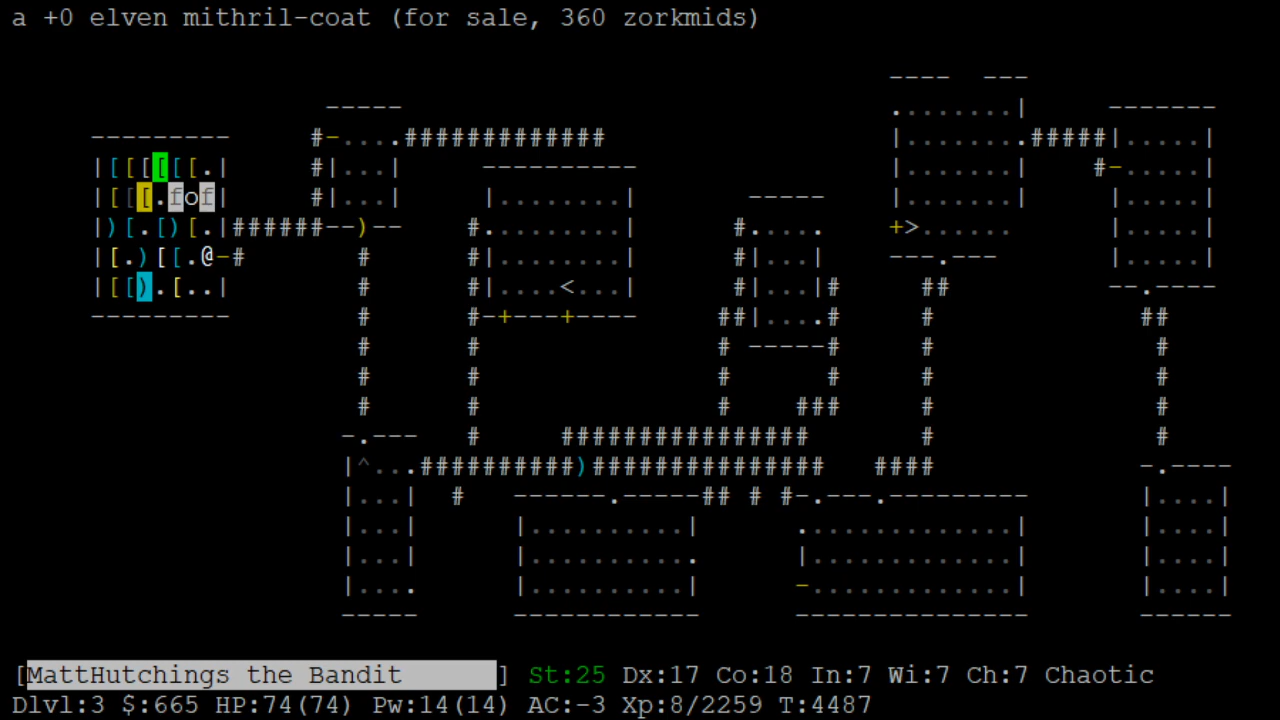 a +0 elven mithril-coat (for sale, 360 zorkmids)
---- ---
----- .........| -------
--------- #-....############# |........#####|.....|
|[[[[[[.| #|...| ---------- |.......| #-.....|
|[[[.fof| #|...| |........| ----- |.......| |.....|
|)[.[)[.|######--)-- #.........| #...... +>...... |.....|
|[.)[[.@-# # #|........| #|...| ---.--- |.....|
|[[).[..| # #|....<...| #|...|# ## --.----
--------- # #-+---+---- ##|....# # ##
# # # -----# # #
# # # # # #
# # # ### # #
-.--- # ################ # #
|^...##########)############### #### -.----
|...| # ------.-----## # #-.---.--------- |....|
|...| |..........| ..............| |....|
|...| |........... |.............| |....|
|.... |..........| -.............| |....|
----- ------------ --------------- ------
[MattHutchings the Bandit ] St:25 Dx:17 Co:18 In:7 Wi:7 Ch:7 Chaotic
Dlvl:3 $:665 HP:74(74) Pw:14(14) AC:-3 Xp:8/2259 T:4487